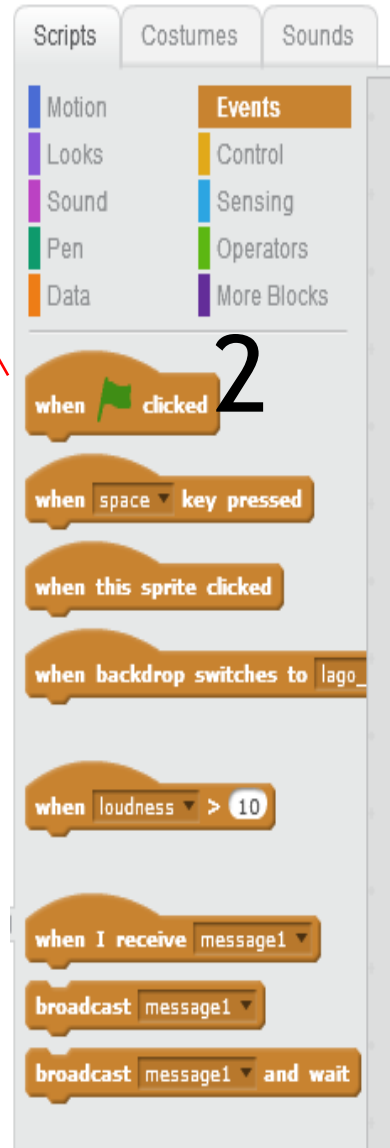 Scripts Costumes Sounds
Motion Events
Looks Control
Sound Sensing
Pen Operators
Data More Blocks
when clicked 2
when space key pressed
when this sprite clicked
when backdrop switches to lago_
when loudness > 10
when I receive message1
broadcast message1
broadcast message1 and wait